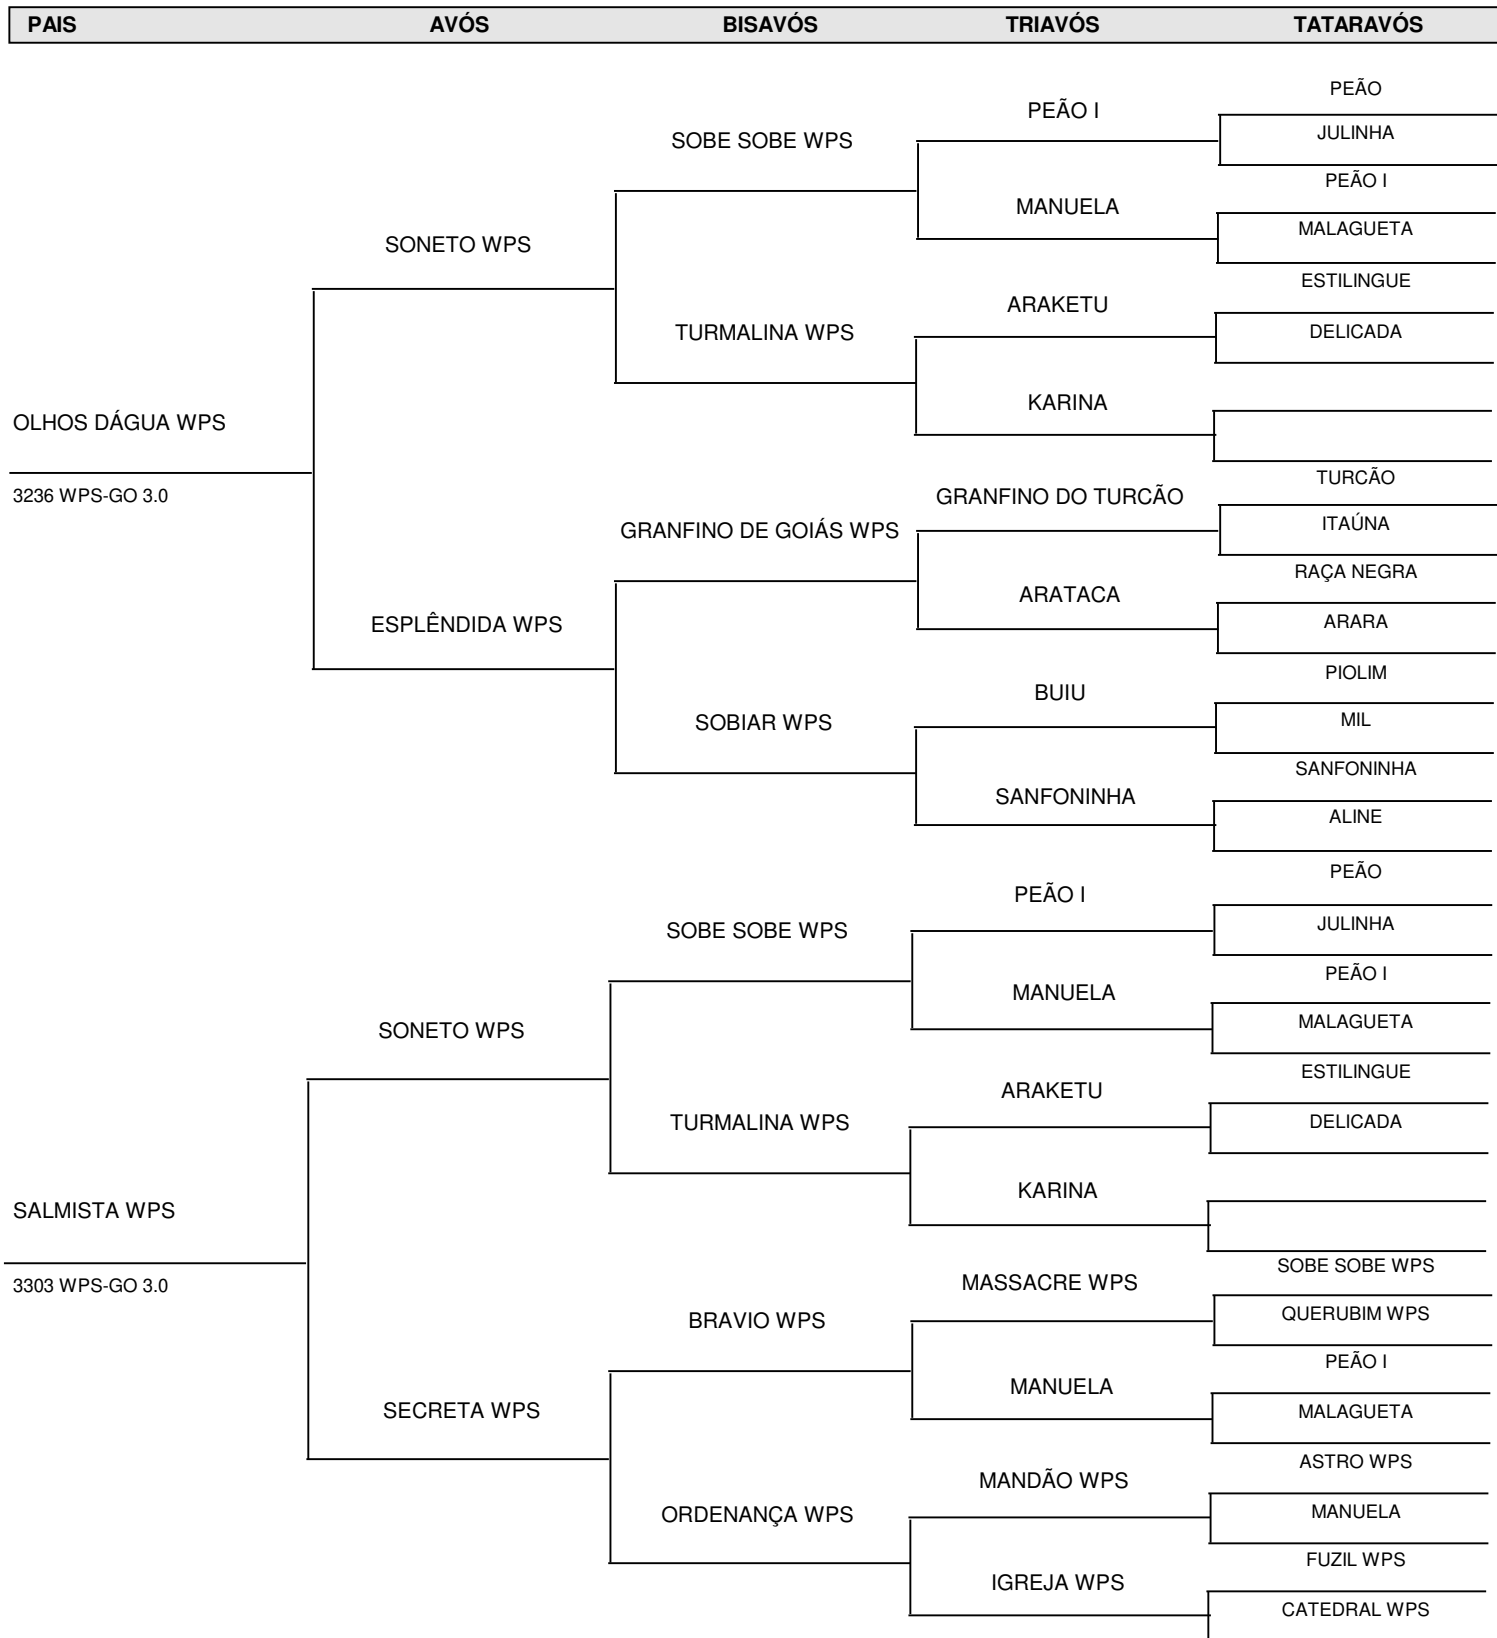 PAIS AVÓS BISAVÓS TRIAVÓS TATARAVÓS
PEÃO
PEÃO I
JULINHA
SOBE SOBE WPS
PEÃO I
MANUELA
MALAGUETA
SONETO WPS
ESTILINGUE
ARAKETU
TURMALINA WPS
DELICADA
KARINA
OLHOS DÁGUA WPS
TURCÃO
3236 WPS-GO 3.0
GRANFINO DO TURCÃO
ITAÚNA
GRANFINO DE GOIÁS WPS
RAÇA NEGRA
ARATACA
ARARA
ESPLÊNDIDA WPS
PIOLIM
BUIU
MIL
SOBIAR WPS
SANFONINHA
SANFONINHA
ALINE
PEÃO
PEÃO I
JULINHA
SOBE SOBE WPS
PEÃO I
MANUELA
MALAGUETA
SONETO WPS
ESTILINGUE
ARAKETU
TURMALINA WPS
DELICADA
KARINA
SALMISTA WPS
SOBE SOBE WPS
3303 WPS-GO 3.0
MASSACRE WPS
QUERUBIM WPS
BRAVIO WPS
PEÃO I
MANUELA
MALAGUETA
SECRETA WPS
ASTRO WPS
MANDÃO WPS
MANUELA
ORDENANÇA WPS
FUZIL WPS
IGREJA WPS
CATEDRAL WPS